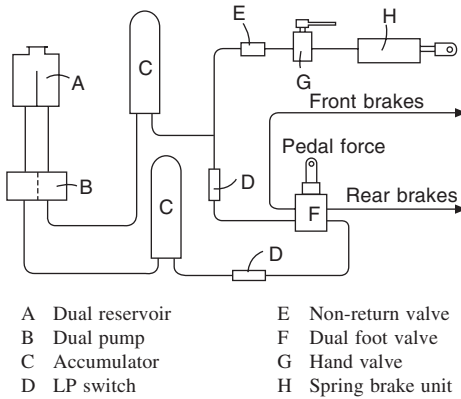 E
H
C
A
G
Front brakes
Pedal force
B
C
D
Rear brakes
F
D
A Dual reservoir
B Dual pump
C Accumulator
D LP switch
E Non-return valve
F Dual foot valve
G Hand valve
H Spring brake unit